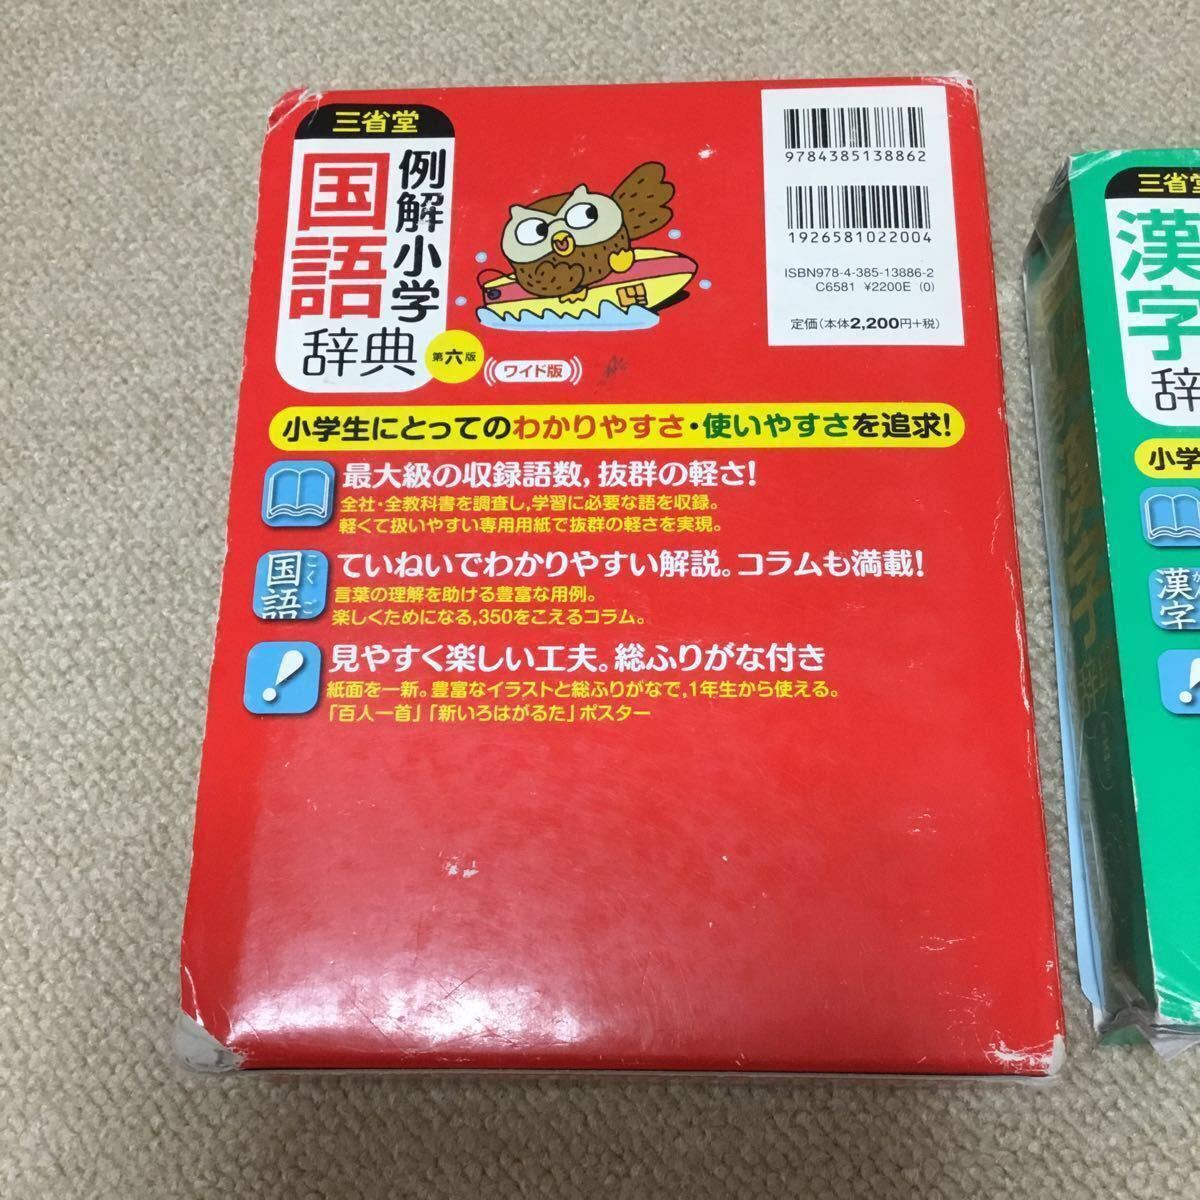 三省堂
例解小学
国語
辞典
第六版
ワイド版
9784385138862
1926581022004
ISBN978-4-385-13886-2
C6581 ¥2200E (0)
定価(本体2,200円+税)
小学生にとってのわかりやすさ・使いやすさを追求!
最大級の収録語数,抜群の軽さ!
全社・全教科書を調査し,学習に必要な語を収録。
軽くて扱いやすい専用用紙で抜群の軽さを実現。
国語
こくご
ていねいでわかりやすい解説。コラムも満載!
言葉の理解を助ける豊富な用例。
楽しくためになる,350をこえるコラム。
見やすく楽しい工夫。総ふりがな付き
紙面を一新。豊富なイラストと総ふりがなで,1年生から使える。
「百人一首」「新いろはがるた」ポスター
三省堂
漢字
辞
小学
漢字